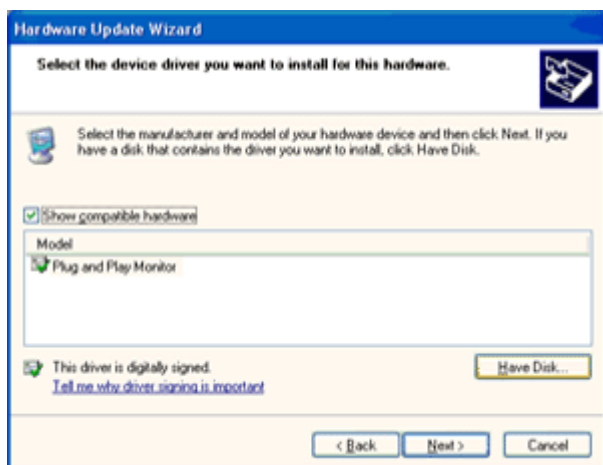 Hardware Update Wizard
Select the device driver you want to install for this hardware.
Select the manufacturer and model of your hardware device and then click Next. If you
have a disk that contains the driver you want to install, click Have Disk.
Show compatible hardware
Model
Plug and Play Monitor
This driver is digitally signed.
Have Disk...
Tell me why driver signing is important
< Back
Next >
Cancel